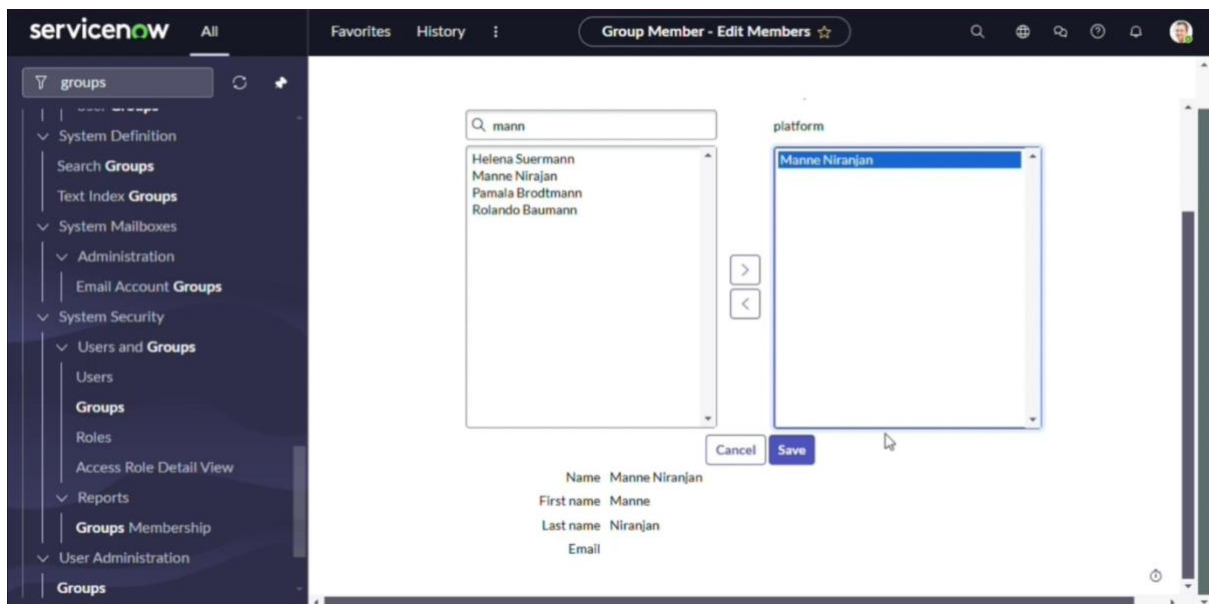 servicenow
All
Favorites
History
Group Member - Edit Members
groups
User Groups
System Definition
Search Groups
Text Index Groups
System Mailboxes
Administration
Email Account Groups
System Security
Users and Groups
Users
Groups
Roles
Access Role Detail View
Reports
Groups Membership
User Administration
Groups
mann
Helena Suermann
Manne Nirajan
Pamala Brodtmann
Rolando Baumann
>
<
platform
Manne Niranjan
Cancel
Save
Name Manne Niranjan
First name Manne
Last name Niranjan
Email